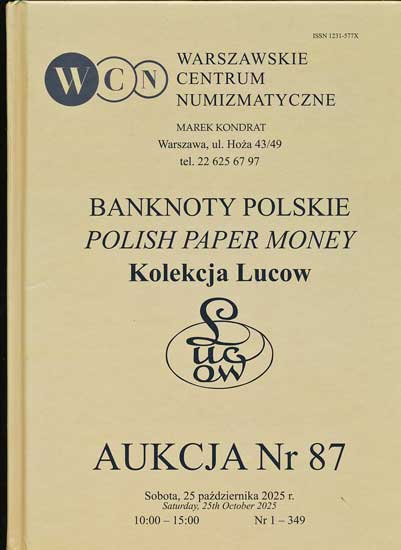 ISSN 1231-577X
WCN
WARSZAWSKIE
CENTRUM
NUMIZMATYCZNE
MAREK KONDRAT
Warszawa, ul. Hoża 43/49
tel. 22 625 67 97
BANKNOTY POLSKIE
POLISH PAPER MONEY
Kolekcja Lucow
Luc
ow
AUKCJA Nr 87
Sobota, 25 października 2025 r.
Saturday, 25th October 2025
10:00 – 15:00 Nr 1 – 349